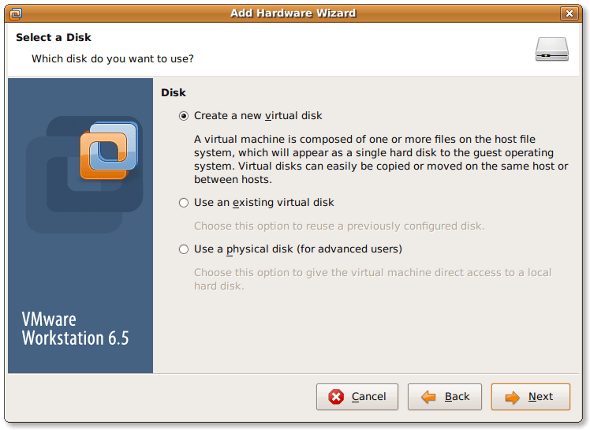 Add Hardware Wizard
Select a Disk
Which disk do you want to use?
Disk
Create a new virtual disk
A virtual machine is composed of one or more files on the host file
system, which will appear as a single hard disk to the guest operating
system. Virtual disks can easily be copied or moved on the same host or
between hosts.
Use an existing virtual disk
Choose this option to reuse a previously configured disk.
Use a physical disk (for advanced users)
Choose this option to give the virtual machine direct access to a local
hard disk.
VMware
Workstation 6.5
Cancel
Back
Next